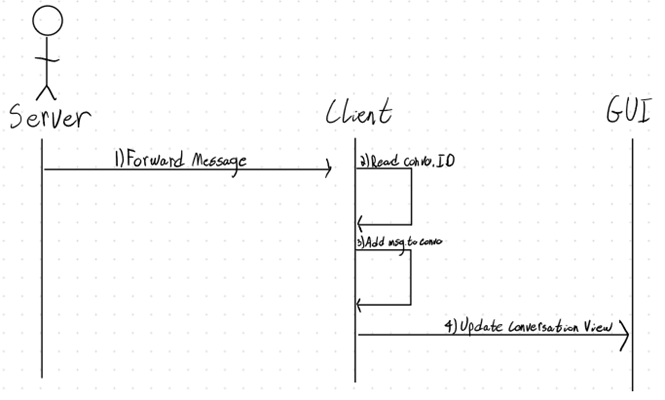 Server
Client
GUI
1) Forward Message
2) Read convo. ID
3) Add msg. to convo
4) Update Conversation View